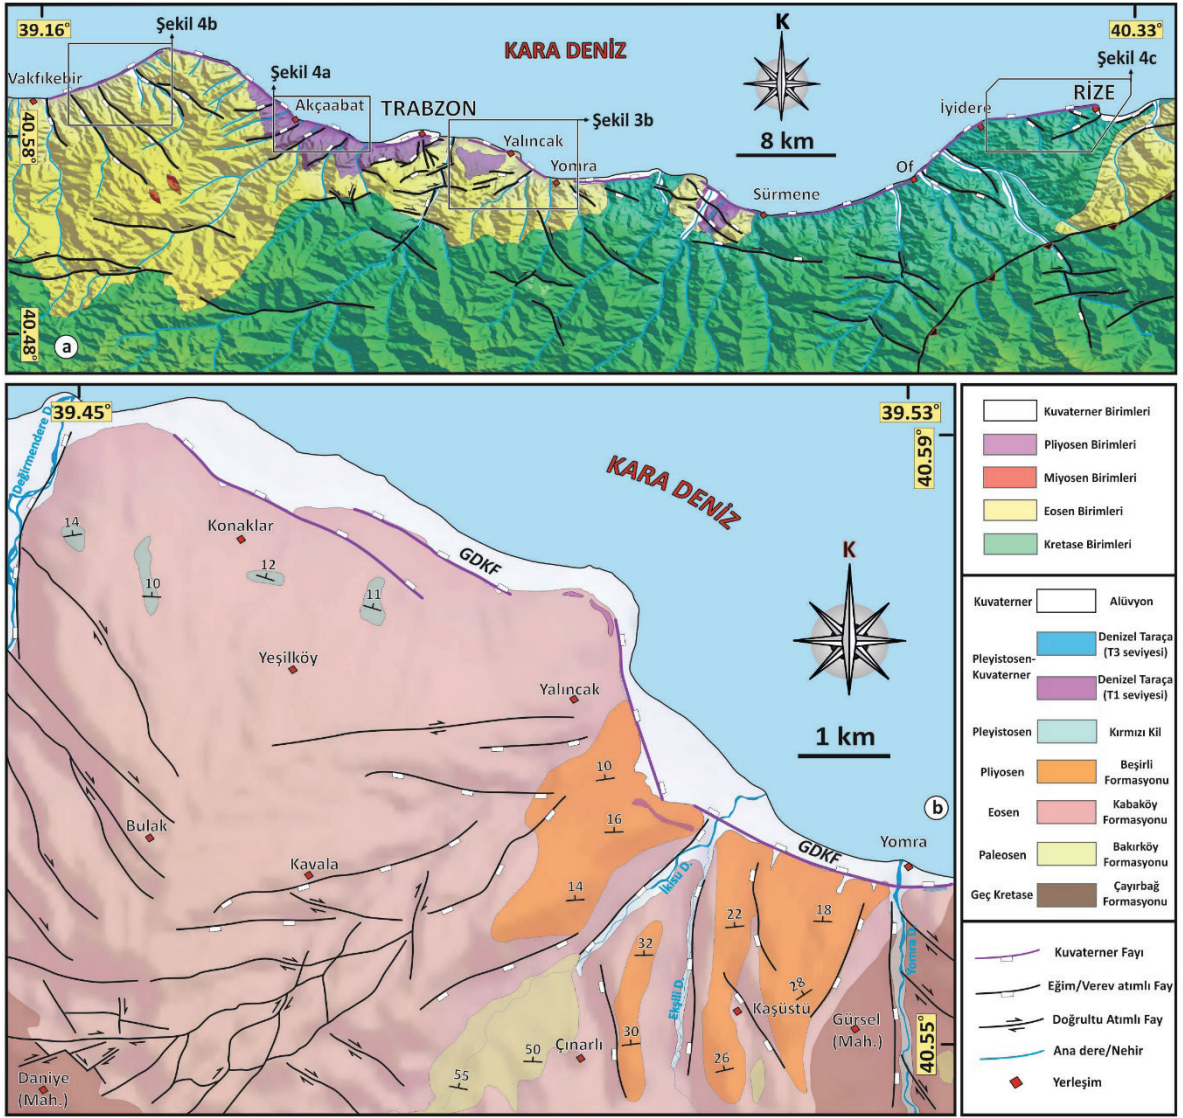 39.16°
Şekil 4b
KARA DENİZ
K
40.33°
Vakfıkebir
Şekil 4a
Akçaabat
TRABZON
Şekil 3b
8 km
İyidere
RİZE
Şekil 4c
40.58°
Yalıncak
Yomra
Of
Sürmene
40.48°
a
39.45°
39.53°
40.59°
Değirmendere D.
KARA DENİZ
K
1 km
14
Konaklar
GDKF
10
12
11
Yeşilköy
Yalıncak
10
b
16
Bulak
Kavala
GDKF
Yomra
İkisu D.
14
22
18
32
Yomra D.
Ekşili D.
28
Kaşüstü
Gürsel
(Mah.)
30
Çınarlı
50
26
55
40.55°
Daniye
(Mah.)
Kuvaterner Birimleri
Pliyosen Birimleri
Miyosen Birimleri
Eosen Birimleri
Kretase Birimleri
Kuvaterner Alüvyon
Pleyistosen-
Kuvaterner
Denizel Taraça
(T3 seviyesi)
Denizel Taraça
(T1 seviyesi)
Pleyistosen Kırmızı Kil
Pliyosen Beşirli
Formasyonu
Eosen Kabaköy
Formasyonu
Paleosen Bakırköy
Formasyonu
Geç Kretase Çayırbağ
Formasyonu
Kuvaterner Fayı
Eğim/Verev atımlı Fay
Doğrultu Atımlı Fay
Ana dere/Nehir
Yerleşim